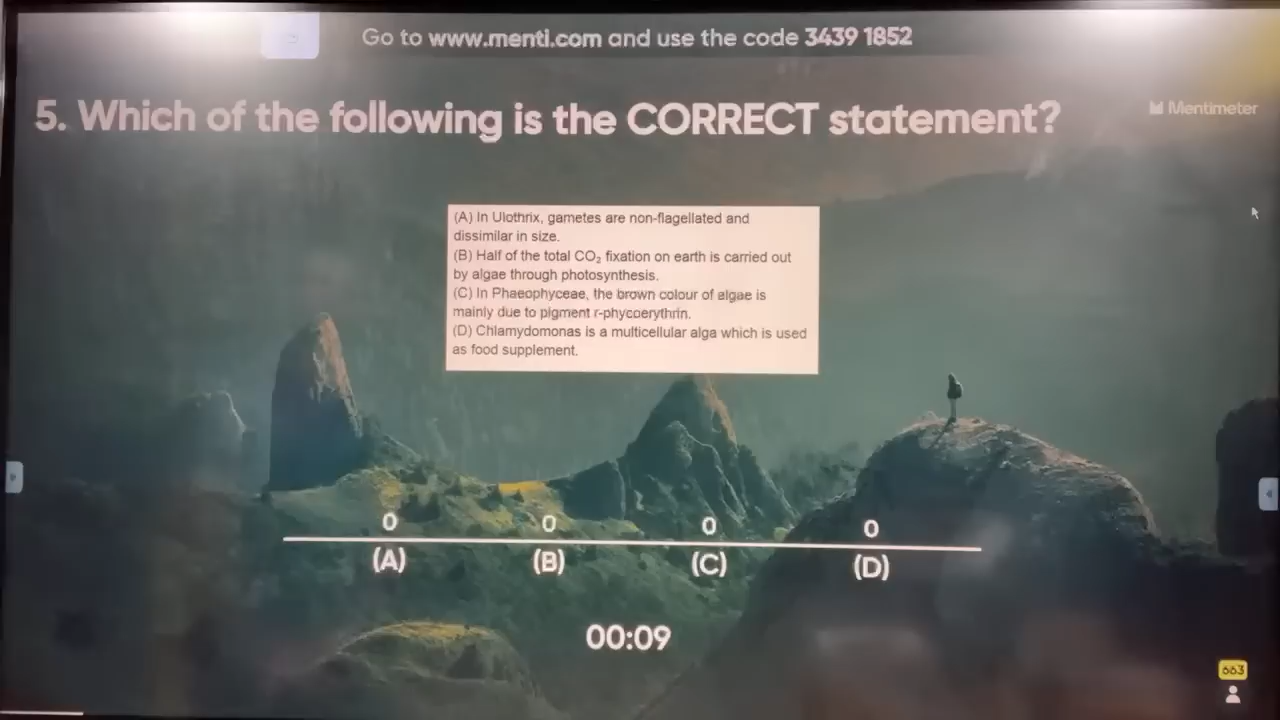 Go to www.menti.com and use the code 3439 1852
5. Which of the following is the CORRECT statement?
Mentimeter
(A) In Ulothrix, gametes are non-flagellated and
dissimilar in size.
(B) Half of the total CO₂ fixation on earth is carried out
by algae through photosynthesis.
(C) In Phaeophyceae, the brown colour of algae is
mainly due to pigment r-phycoerythrin.
(D) Chlamydomonas is a multicellular alga which is used
as food supplement.
0 0 0 0
(A) (B) (C) (D)
00:09
663